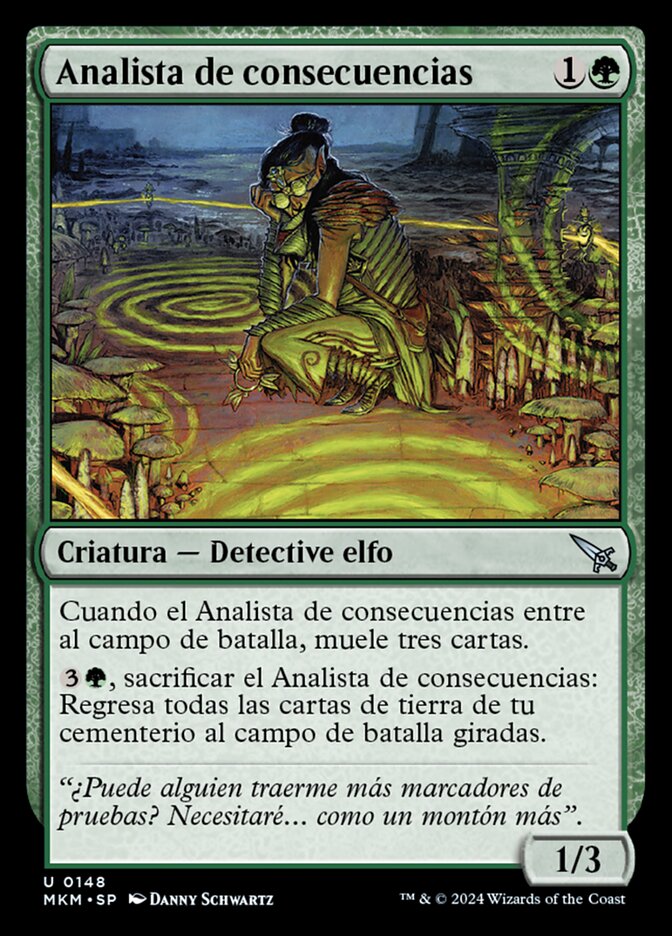 Analista de consecuencias 1
Criatura — Detective elfo
Cuando el Analista de consecuencias entre
al campo de batalla, muele tres cartas.
3, sacrificar el Analista de consecuencias:
Regresa todas las cartas de tierra de tu
cementerio al campo de batalla giradas.
“¿Puede alguien traerme más marcadores de
pruebas? Necesitaré... como un montón más”.
1/3
U 0148
MKM • SP Danny Schwartz
™ & © 2024 Wizards of the Coast